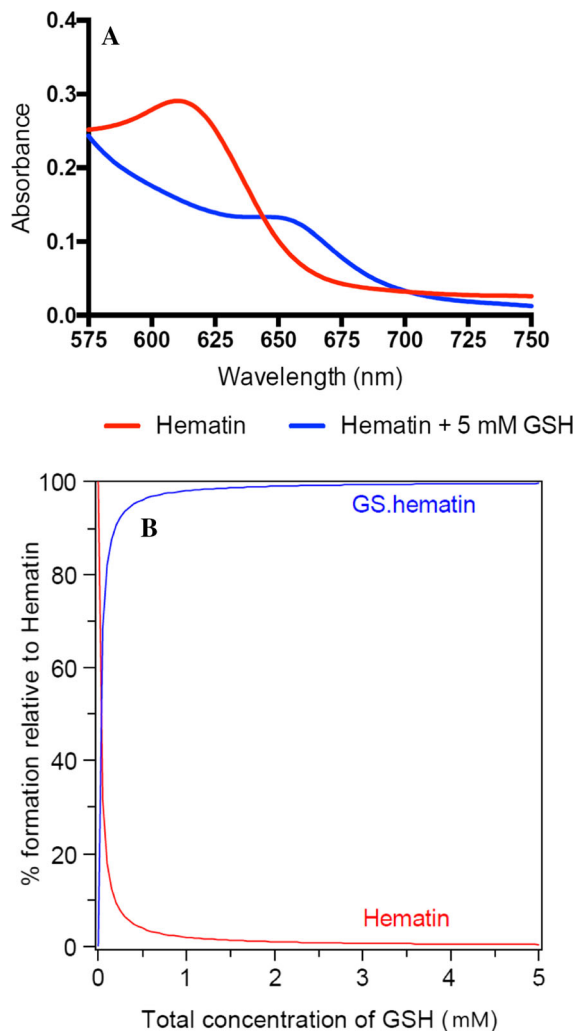 A
0.4
0.3
0.2
0.1
0.0
Absorbance
575 600 625 650 675 700 725 750
Wavelength (nm)
Hematin Hematin + 5 mM GSH
B
100
80
60
40
20
0
% formation relative to Hematin
GS.hematin
Hematin
0 1 2 3 4 5
Total concentration of GSH (mM)